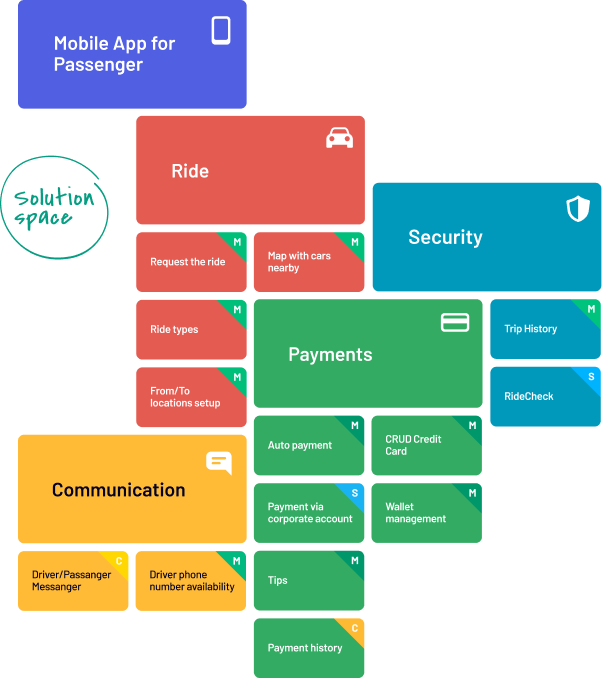 Mobile App for
Passenger
Solution
space
Ride
Security
M
Request the ride
M
Map with cars
nearby
M
Ride types
Payments
M
Trip History
M
From/To
locations setup
S
RideCheck
M
Auto payment
M
CRUD Credit
Card
Communication
S
Payment via
corporate account
M
Wallet
management
C
Driver/Passanger
Messanger
M
Driver phone
number availability
M
Tips
C
Payment history